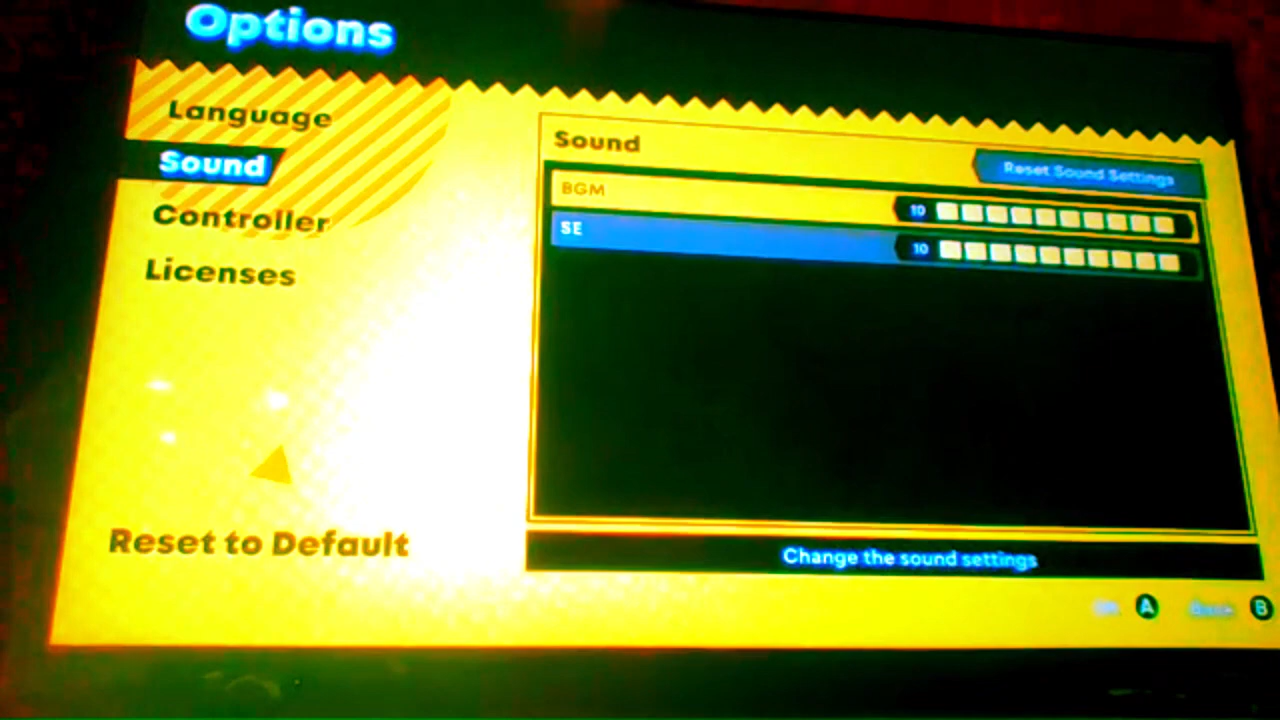 Options
Language
Sound
Controller
Licenses
Reset to Default
Sound
Reset Sound Settings
BGM 10
SE 10
Change the sound settings
A Back B